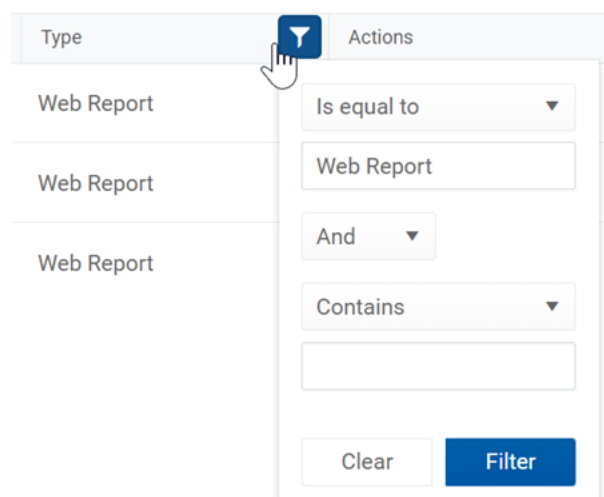 Type Actions
Web Report
Is equal to
Web Report
Web Report
And
Web Report
Contains
Clear Filter